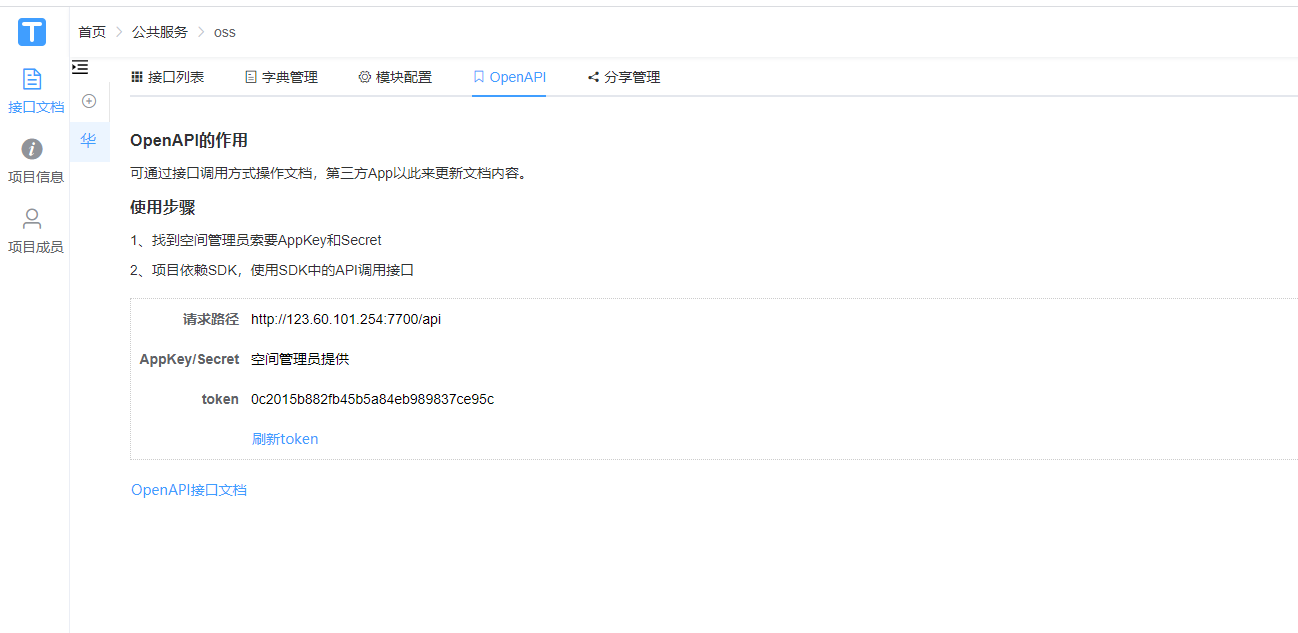 T
首页 > 公共服务 > oss
接口列表 字典管理 模块配置 OpenAPI 分享管理
接口文档
华
项目信息
项目成员
OpenAPI的作用
可通过接口调用方式操作文档，第三方App以此来更新文档内容。
使用步骤
1、找到空间管理员索要AppKey和Secret
2、项目依赖SDK，使用SDK中的API调用接口
请求路径 http://123.60.101.254:7700/api
AppKey/Secret 空间管理员提供
token 0c2015b882fb45b5a84eb989837ce95c
刷新token
OpenAPI接口文档